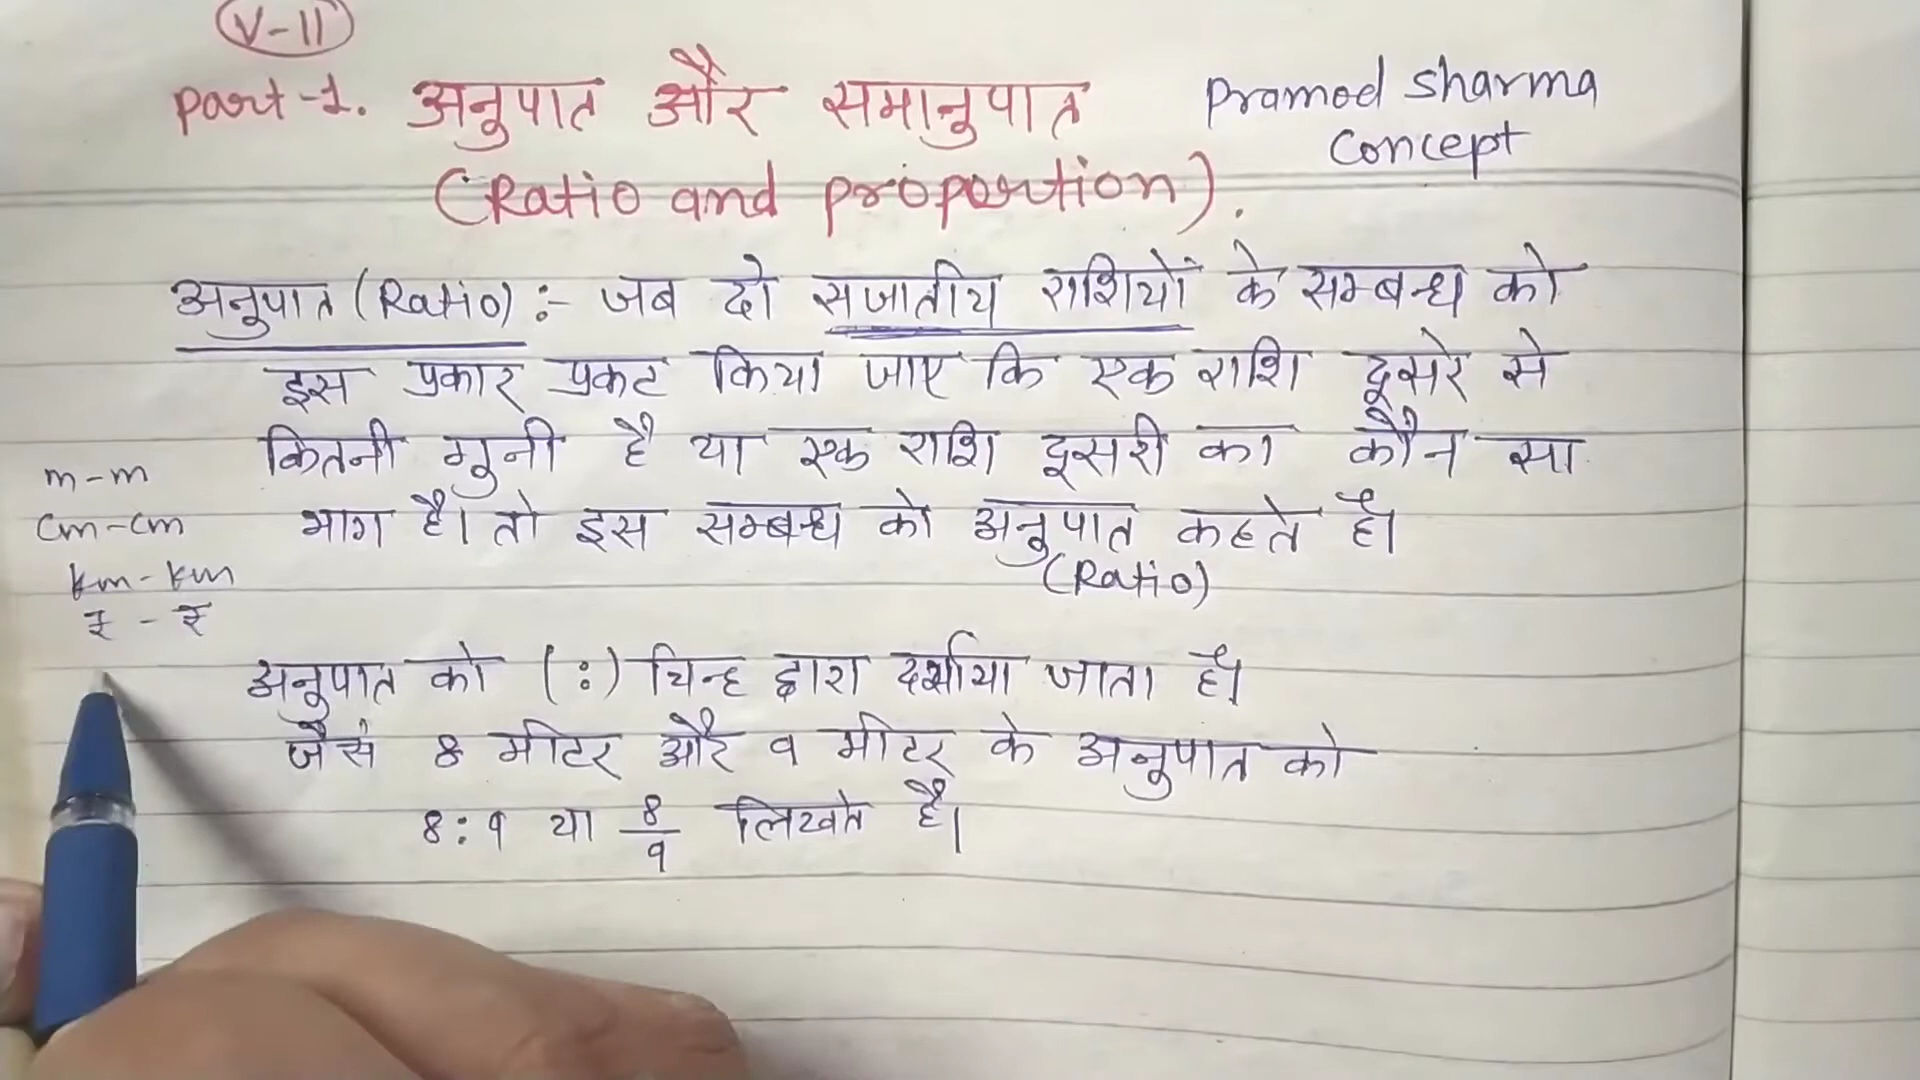 V-11
Part-1. अनुपात और समानुपात
Pramod Sharma
Concept
(Ratio and proportion).
अनुपात (Ratio) :- जब दो सजातीय राशियों के सम्बन्ध को
इस प्रकार प्रकट किया जाए कि एक राशि दूसरे से
कितनी गुनी है या एक राशि दूसरी का कौन सा
भाग है। तो इस सम्बन्ध को अनुपात कहते है।
(Ratio)
m-m
cm-cm
km-km
₹ - ₹
अनुपात को (:) चिन्ह द्वारा दर्शाया जाता है।
जैसे 8 मीटर और 9 मीटर के अनुपात को
8:9 या 8/9 लिखते है।